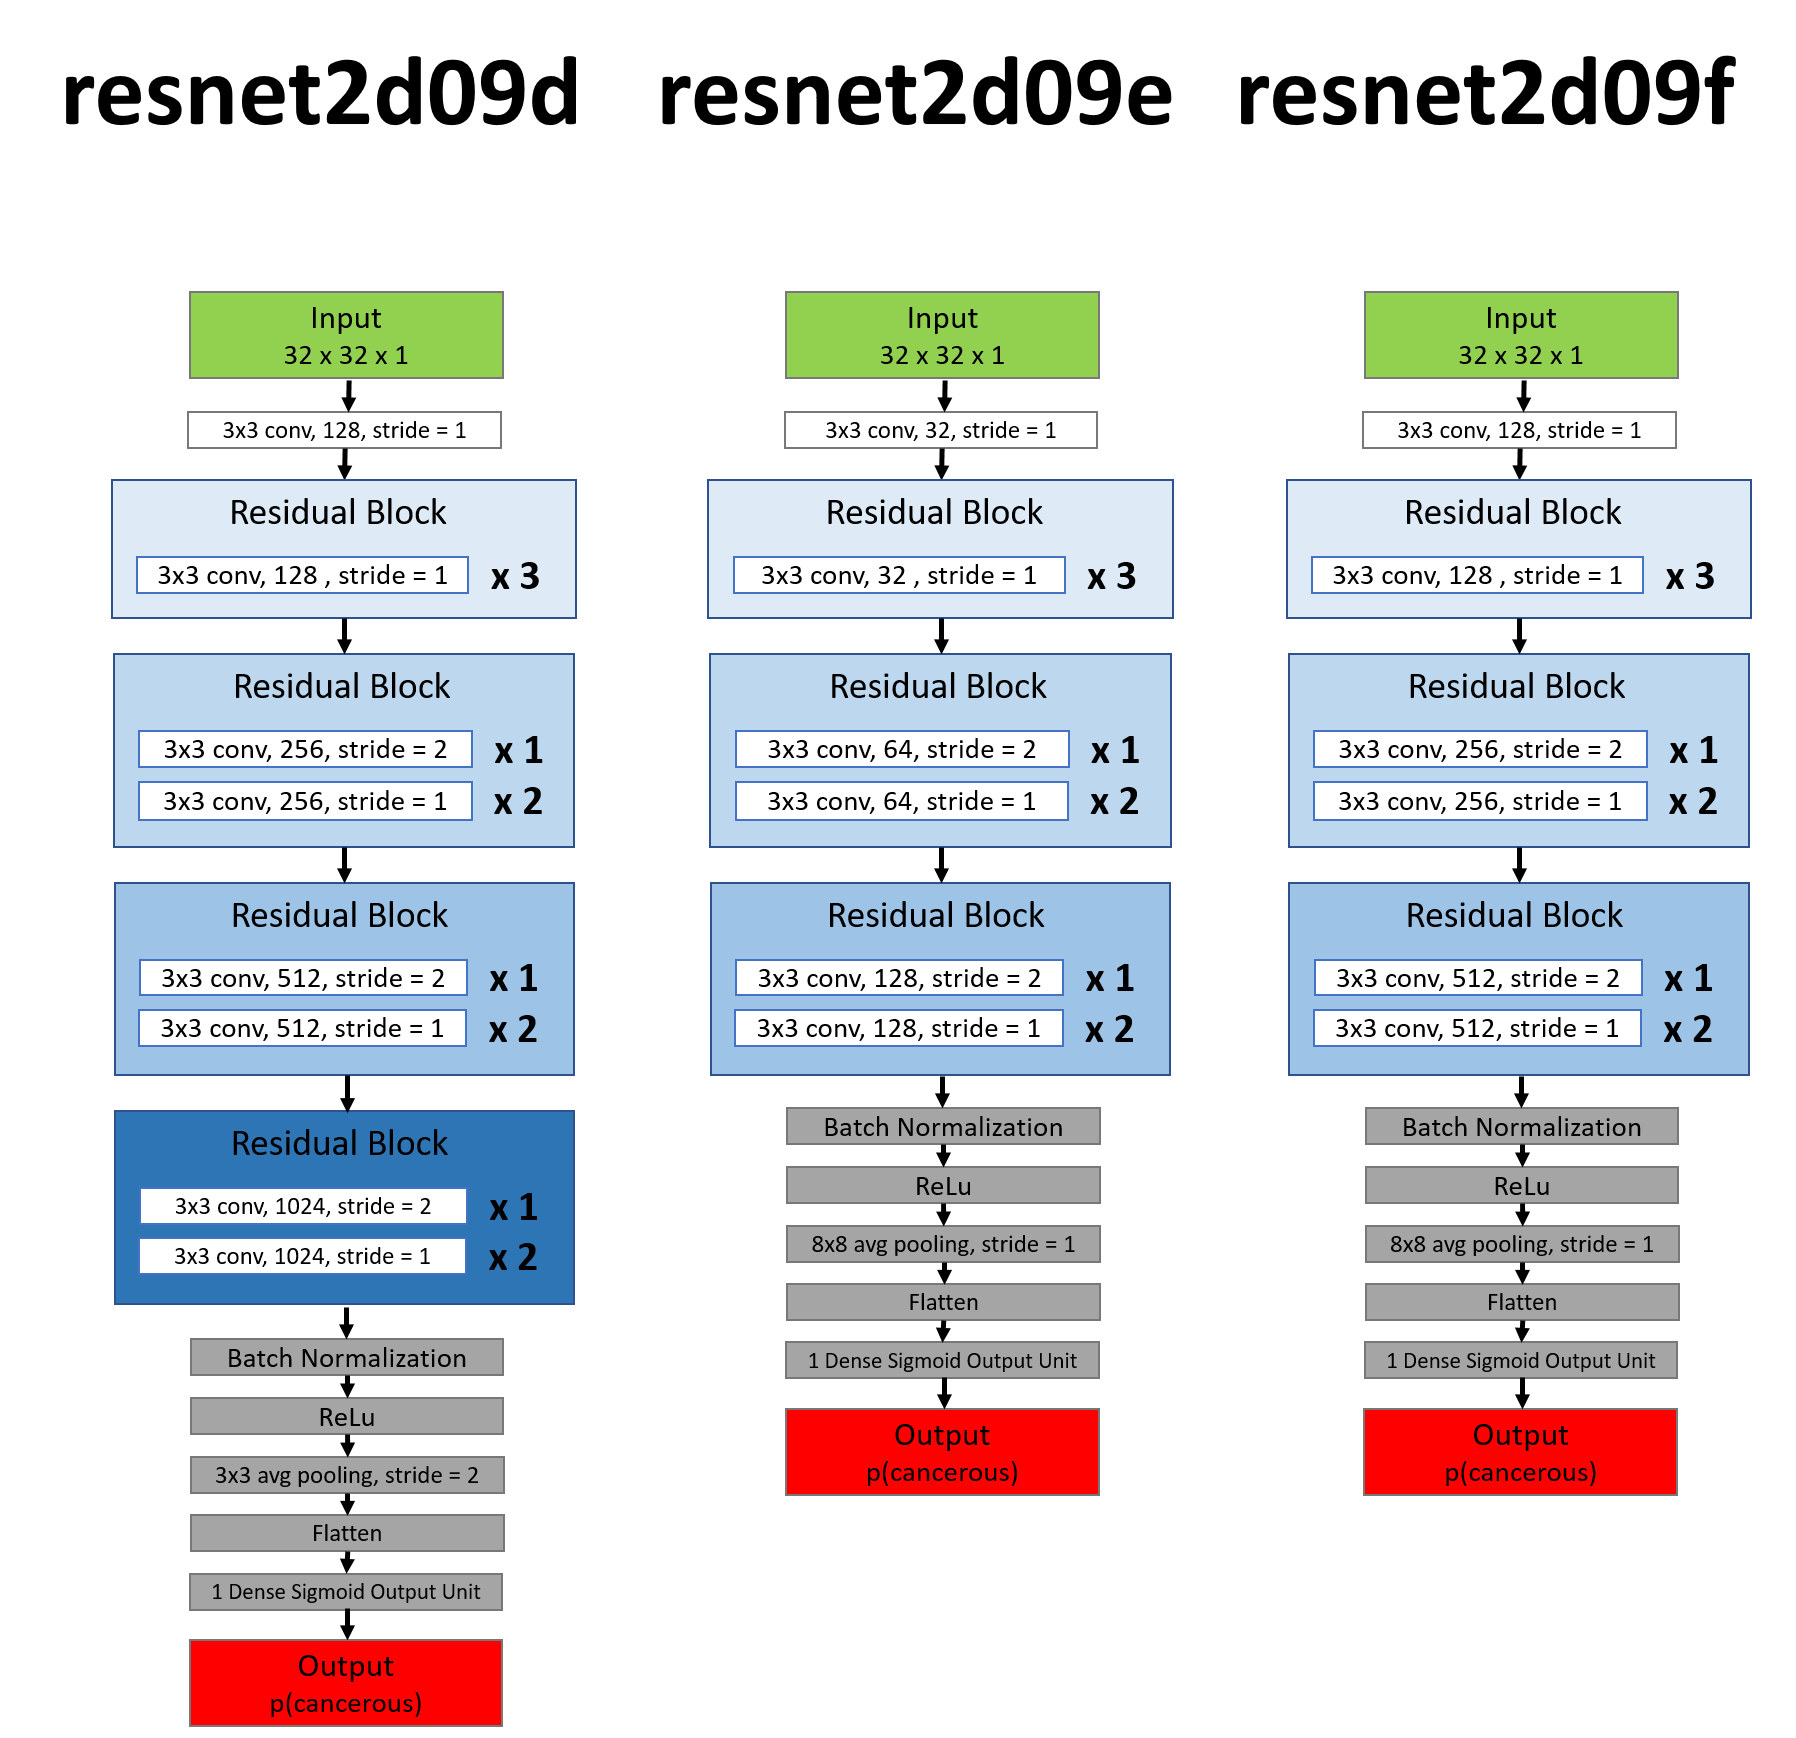 resnet2d09d
Input
32 x 32 x 1
3x3 conv, 128, stride = 1
Residual Block
3x3 conv, 128 , stride = 1 x 3
Residual Block
3x3 conv, 256, stride = 2 x 1
3x3 conv, 256, stride = 1 x 2
Residual Block
3x3 conv, 512, stride = 2 x 1
3x3 conv, 512, stride = 1 x 2
Residual Block
3x3 conv, 1024, stride = 2 x 1
3x3 conv, 1024, stride = 1 x 2
Batch Normalization
ReLu
3x3 avg pooling, stride = 2
Flatten
1 Dense Sigmoid Output Unit
Output
p(cancerous)
resnet2d09e
Input
32 x 32 x 1
3x3 conv, 32, stride = 1
Residual Block
3x3 conv, 32 , stride = 1 x 3
Residual Block
3x3 conv, 64, stride = 2 x 1
3x3 conv, 64, stride = 1 x 2
Residual Block
3x3 conv, 128, stride = 2 x 1
3x3 conv, 128, stride = 1 x 2
Batch Normalization
ReLu
8x8 avg pooling, stride = 1
Flatten
1 Dense Sigmoid Output Unit
Output
p(cancerous)
resnet2d09f
Input
32 x 32 x 1
3x3 conv, 128, stride = 1
Residual Block
3x3 conv, 128 , stride = 1 x 3
Residual Block
3x3 conv, 256, stride = 2 x 1
3x3 conv, 256, stride = 1 x 2
Residual Block
3x3 conv, 512, stride = 2 x 1
3x3 conv, 512, stride = 1 x 2
Batch Normalization
ReLu
8x8 avg pooling, stride = 1
Flatten
1 Dense Sigmoid Output Unit
Output
p(cancerous)